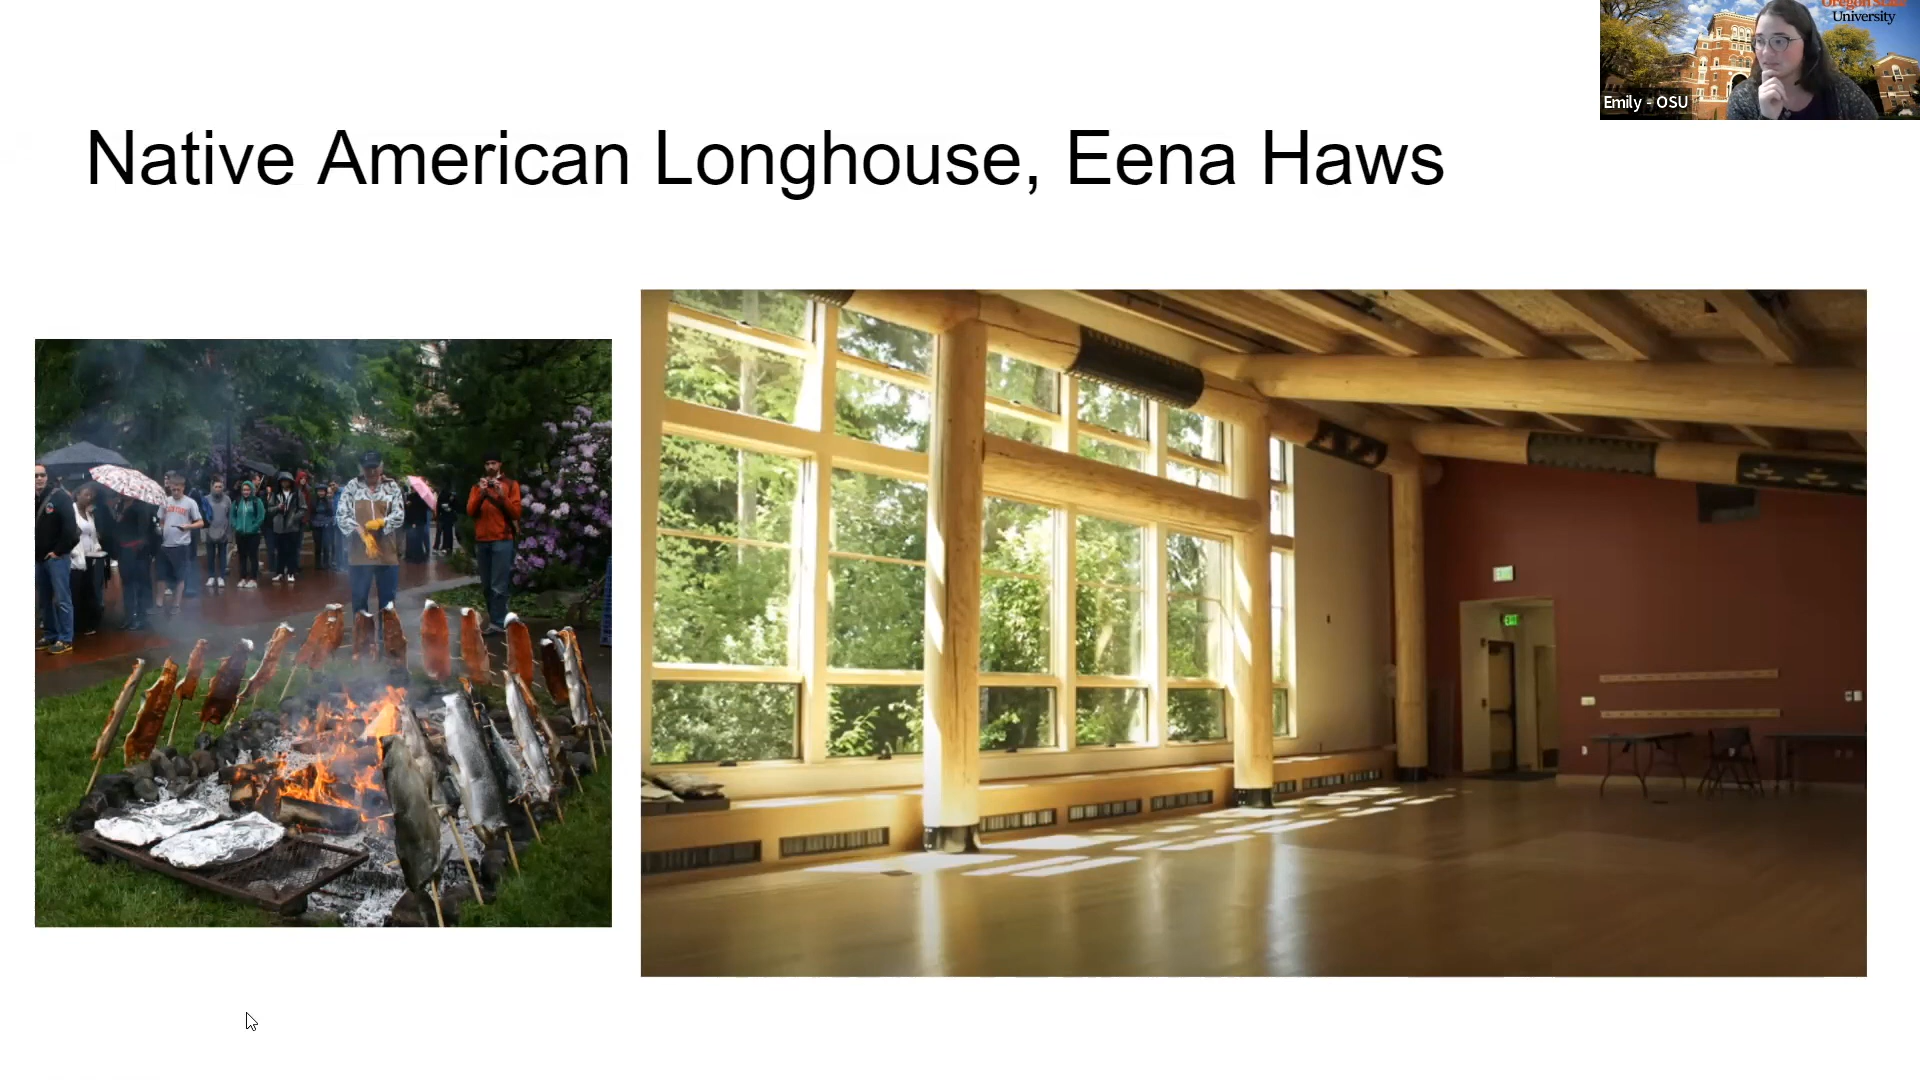 Oregon State
University
Emily - OSU
Native American Longhouse, Eena Haws